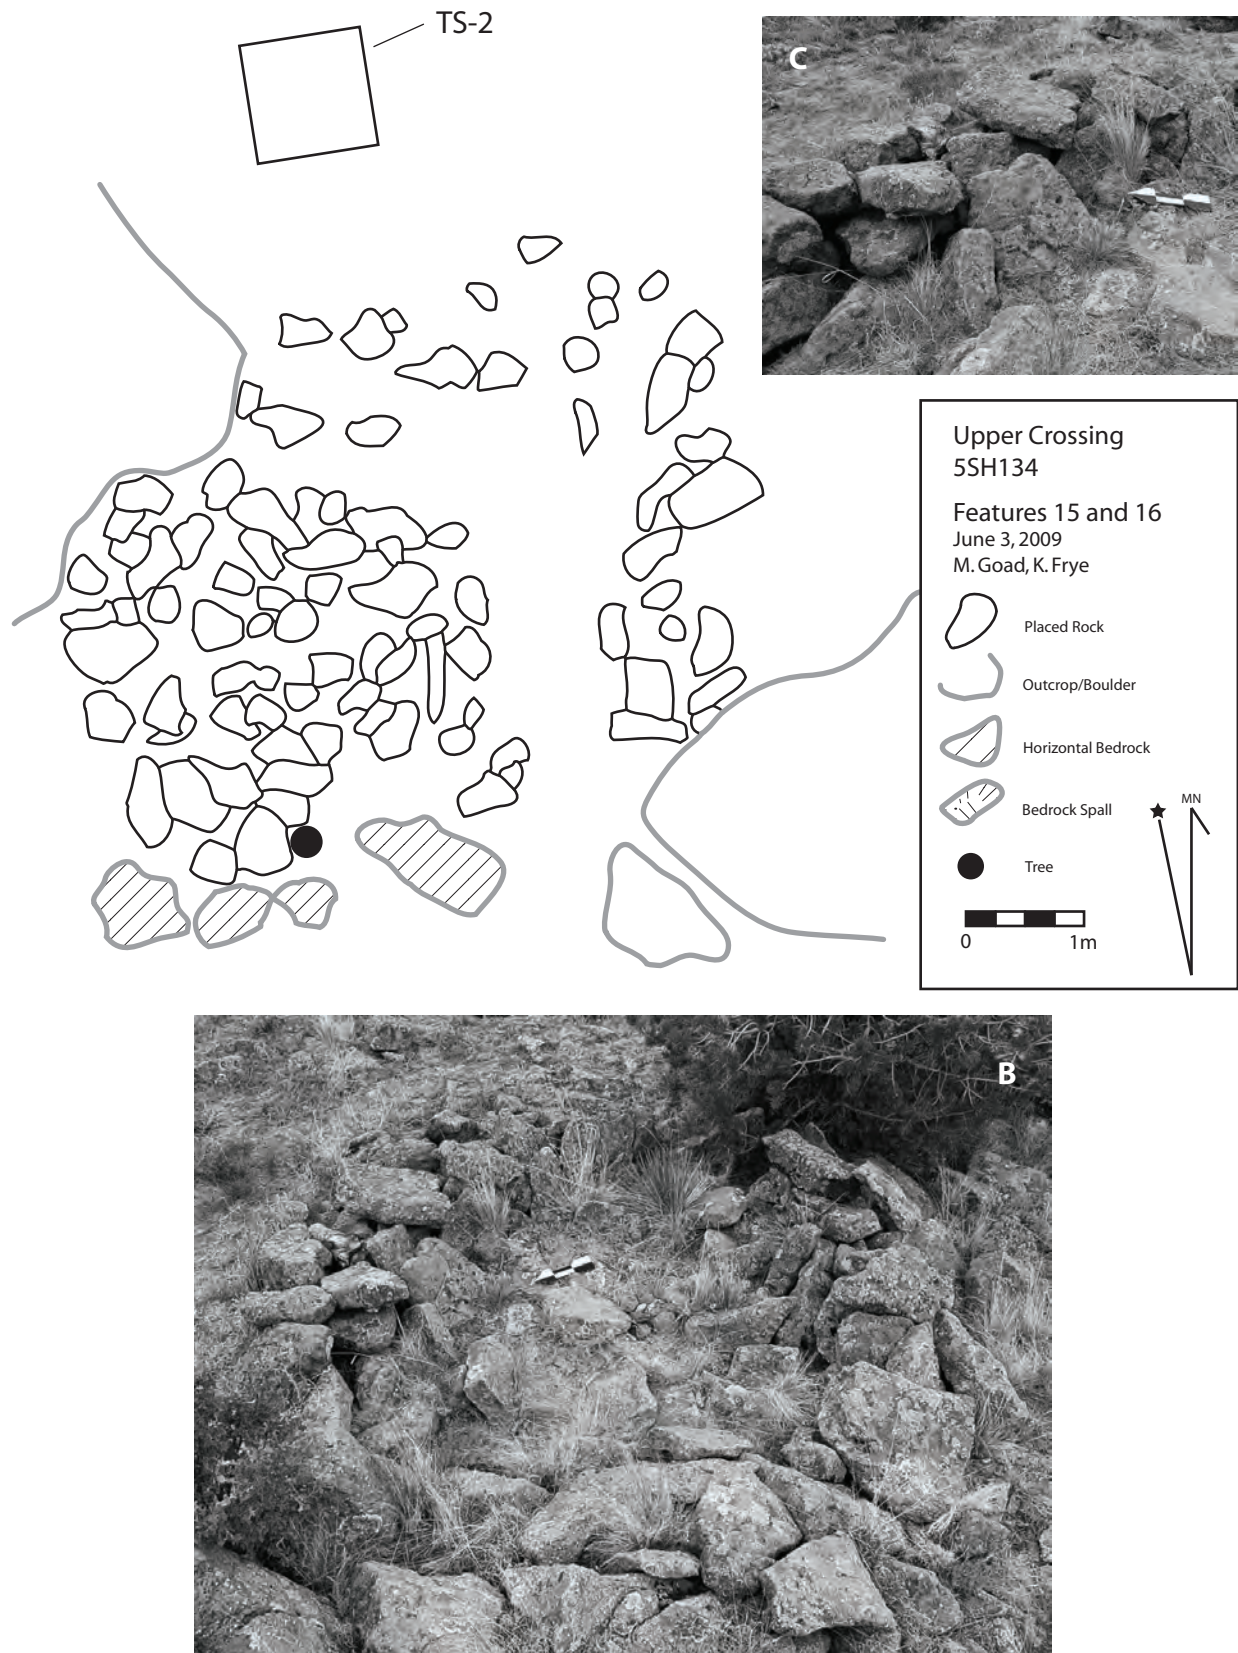 TS-2
C
Upper Crossing
5SH134
Features 15 and 16
June 3, 2009
M. Goad, K. Frye
Placed Rock
Outcrop/Boulder
Horizontal Bedrock
Bedrock Spall
MN
Tree
0 1m
B